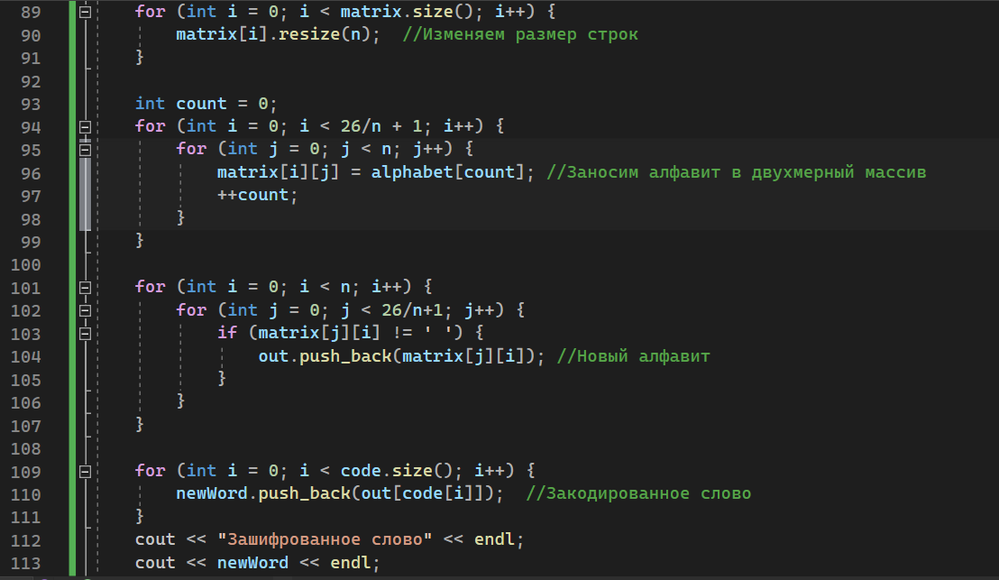 89 for (int i = 0; i < matrix.size(); i++) {
90 matrix[i].resize(n); //Изменяем размер строк
91 }
92
93 int count = 0;
94 for (int i = 0; i < 26/n + 1; i++) {
95 for (int j = 0; j < n; j++) {
96 matrix[i][j] = alphabet[count]; //Заносим алфавит в двухмерный массив
97 ++count;
98 }
99 }
100
101 for (int i = 0; i < n; i++) {
102 for (int j = 0; j < 26/n+1; j++) {
103 if (matrix[j][i] != ' ') {
104 out.push_back(matrix[j][i]); //Новый алфавит
105 }
106 }
107 }
108
109 for (int i = 0; i < code.size(); i++) {
110 newWord.push_back(out[code[i]]); //Закодированное слово
111 }
112 cout << "Зашифрованное слово" << endl;
113 cout << newWord << endl;